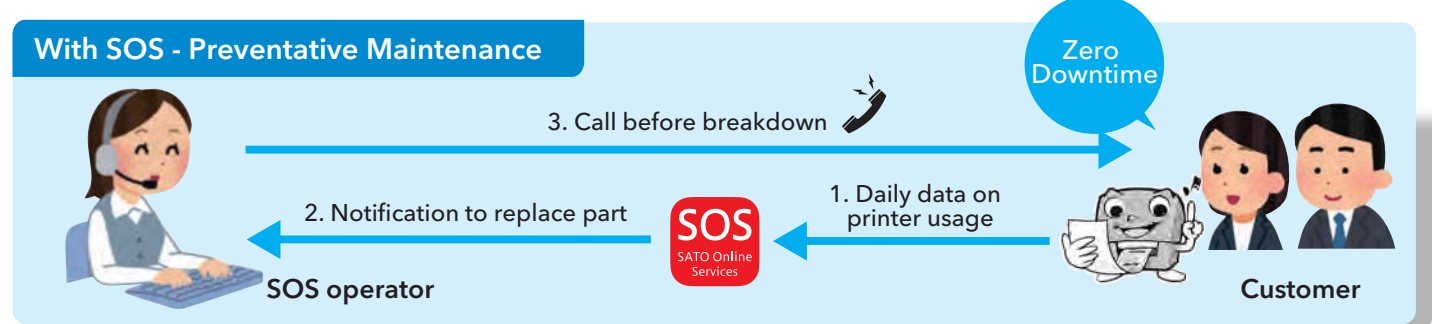 With SOS - Preventative Maintenance
Zero
Downtime
3. Call before breakdown
1. Daily data on
printer usage
2. Notification to replace part
SOS
SATO Online
Services
SOS operator
Customer